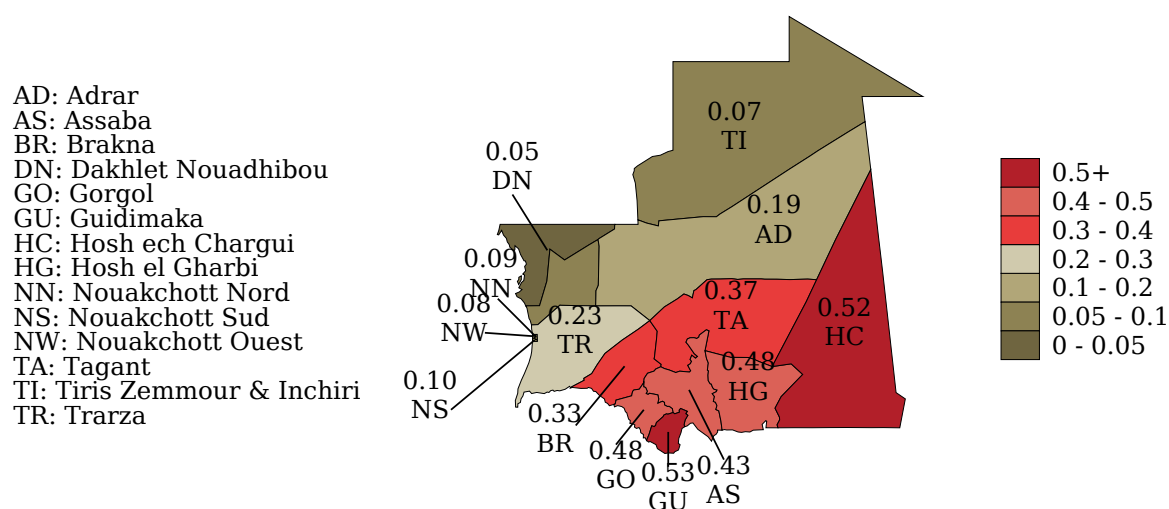 AD: Adrar
AS: Assaba
BR: Brakna
DN: Dakhlet Nouadhibou
GO: Gorgol
GU: Guidimaka
HC: Hosh ech Chargui
HG: Hosh el Gharbi
NN: Nouakchott Nord
NS: Nouakchott Sud
NW: Nouakchott Ouest
TA: Tagant
TI: Tiris Zemmour & Inchiri
TR: Trarza
0.07
TI
0.05
DN
0.19
AD
0.09
NN
0.08
NW
0.23
TR
0.37
TA
0.52
HC
0.48
HG
0.10
NS
0.33
BR
0.48
GO
0.53
GU
0.43
AS
0.5+
0.4 - 0.5
0.3 - 0.4
0.2 - 0.3
0.1 - 0.2
0.05 - 0.1
0 - 0.05